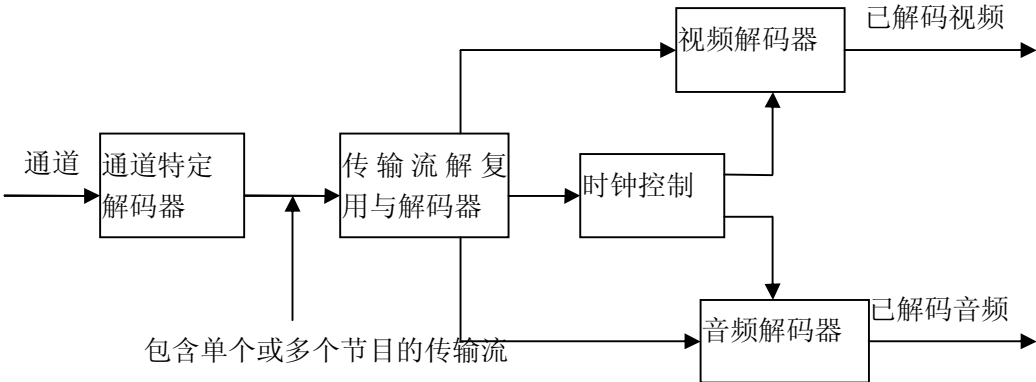 已解码视频
视频解码器
通道
通道特定
解码器
传输流解复
用与解码器
时钟控制
已解码音频
音频解码器
包含单个或多个节目的传输流